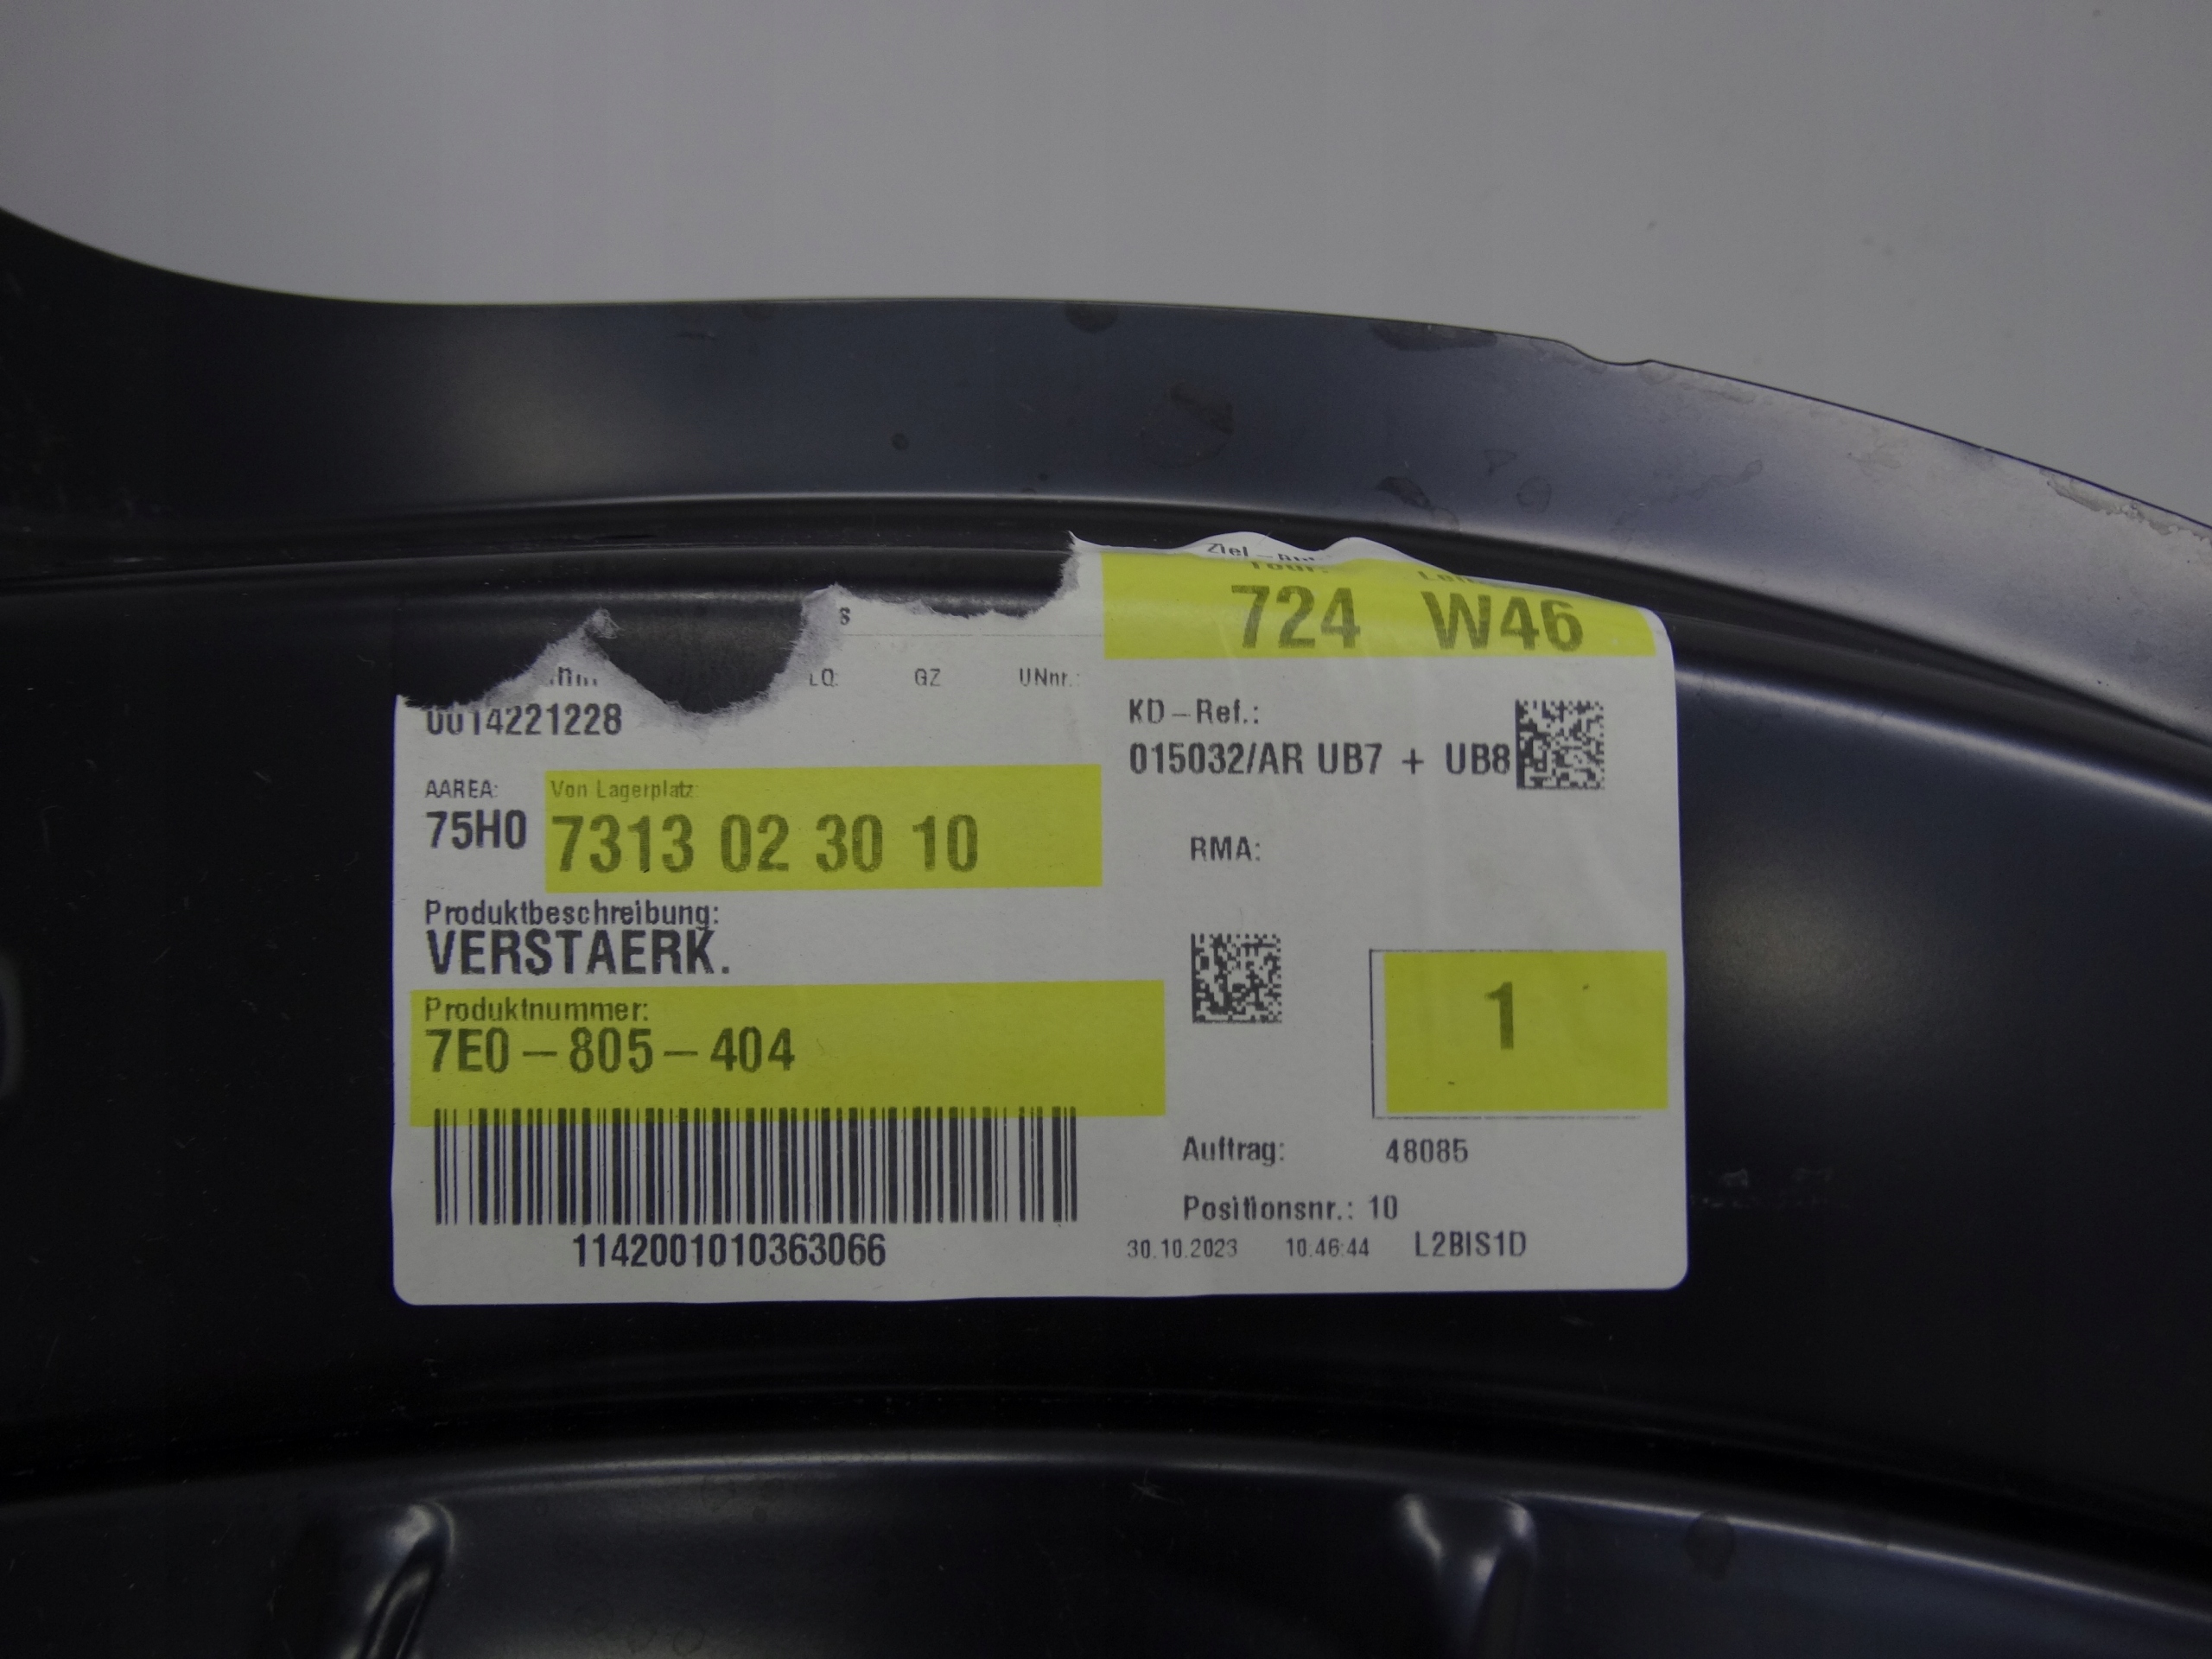 724 W46
s
LQ: GZ UNnr.:
0014221228
KD-Ref.:
015032/AR UB7 + UB8
AAREA:
75H0
Von Lagerplatz:
7313 02 30 10
RMA:
Produktbeschreibung:
VERSTAERK.
Produktnummer:
7E0-805-404
1
Auftrag: 48085
Positionsnr.: 10
1142001010363066
30.10.2023 10.46:44 L2BIS1D